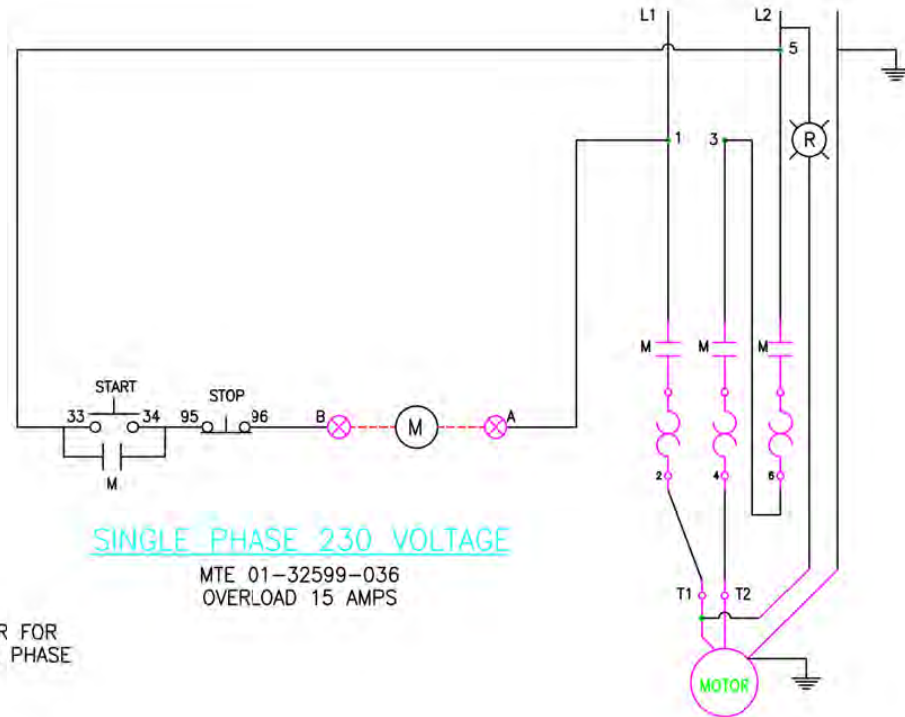 L1
L2
5
1
3
R
M
M
M
START
STOP
33
34
95
96
B
M
A
M
2
4
6
SINGLE PHASE 230 VOLTAGE
MTE 01-32599-036
OVERLOAD 15 AMPS
T1
T2
R FOR
PHASE
MOTOR